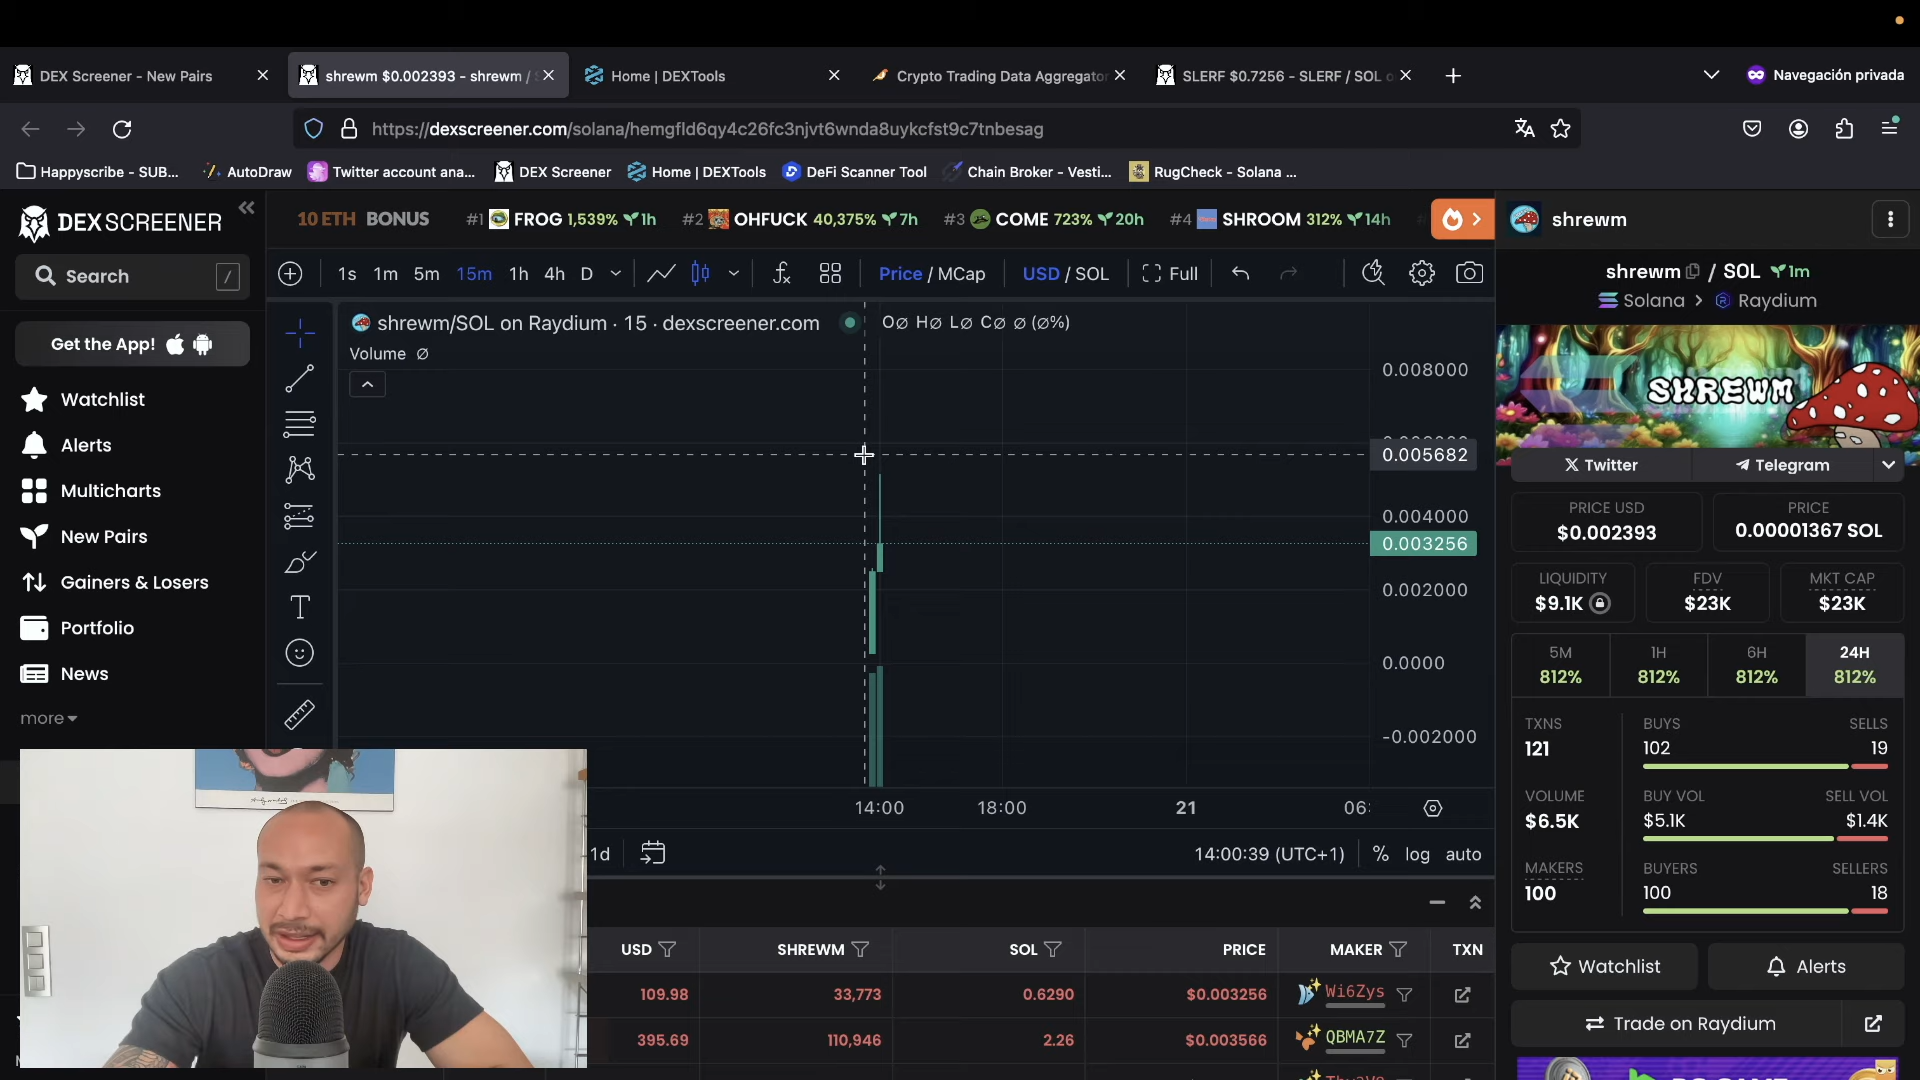 DEX Screener - New Pairs
shrewm $0.002393 - shrewm /
Home | DEXTools
Crypto Trading Data Aggregator
SLERF $0.7256 - SLERF / SOL o
Navegación privada
https://dexscreener.com/solana/hemgfld6qy4c26fc3njvt6wnda8uykcfst9c7tnbesag
Happyscribe - SUB...
AutoDraw
Twitter account ana...
DEX Screener
Home | DEXTools
DeFi Scanner Tool
Chain Broker - Vesti...
RugCheck - Solana ...
DEX SCREENER
10 ETH BONUS
#1 FROG 1,539% 1h
#2 OHFUCK 40,375% 7h
#3 COME 723% 20h
#4 SHROOM 312% 14h
shrewm
Search /
1s 1m 5m 15m 1h 4h D
Price / MCap
USD / SOL
Full
shrewm / SOL 1m
Solana > Raydium
Get the App!
Watchlist
Alerts
Multicharts
New Pairs
Gainers & Losers
Portfolio
News
more
shrewm/SOL on Raydium · 15 · dexscreener.com
O∅ H∅ L∅ C∅ ∅ (∅%)
Volume ∅
0.008000
0.005682
0.004000
0.003256
0.002000
0.0000
-0.002000
14:00 18:00 21 06:
1d
14:00:39 (UTC+1) % log auto
SHREWM
Twitter
Telegram
PRICE USD
$0.002393
PRICE
0.00001367 SOL
LIQUIDITY
$9.1K
FDV
$23K
MKT CAP
$23K
5M
812%
1H
812%
6H
812%
24H
812%
TXNS
121
BUYS
102
SELLS
19
VOLUME
$6.5K
BUY VOL
$5.1K
SELL VOL
$1.4K
MAKERS
100
BUYERS
100
SELLERS
18
Watchlist
Alerts
Trade on Raydium
USD SHREWM SOL PRICE MAKER TXN
109.98 33,773 0.6290 $0.003256 Wi6Zys
395.69 110,946 2.26 $0.003566 QBMA7Z